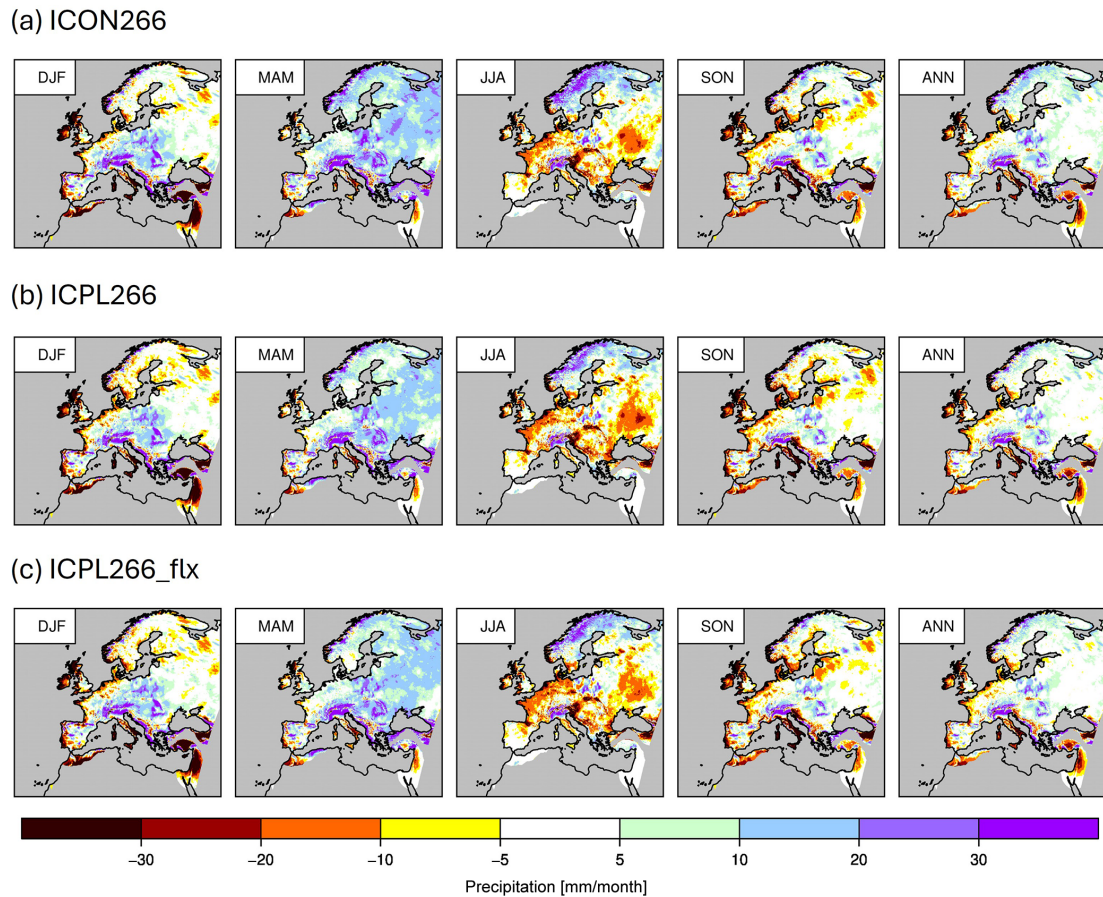 (a) ICON266
DJF MAM JJA SON ANN
(b) ICPL266
DJF MAM JJA SON ANN
(c) ICPL266_flx
DJF MAM JJA SON ANN
−30 −20 −10 −5 5 10 20 30
Precipitation [mm/month]